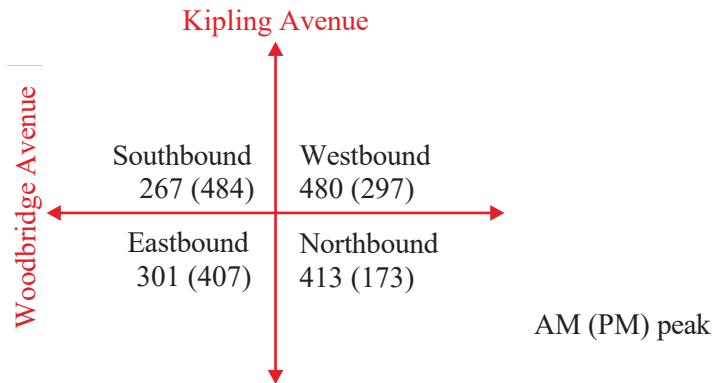 Kipling Avenue
Woodbridge Avenue
Southbound
267 (484)
Westbound
480 (297)
Eastbound
301 (407)
Northbound
413 (173)
AM (PM) peak